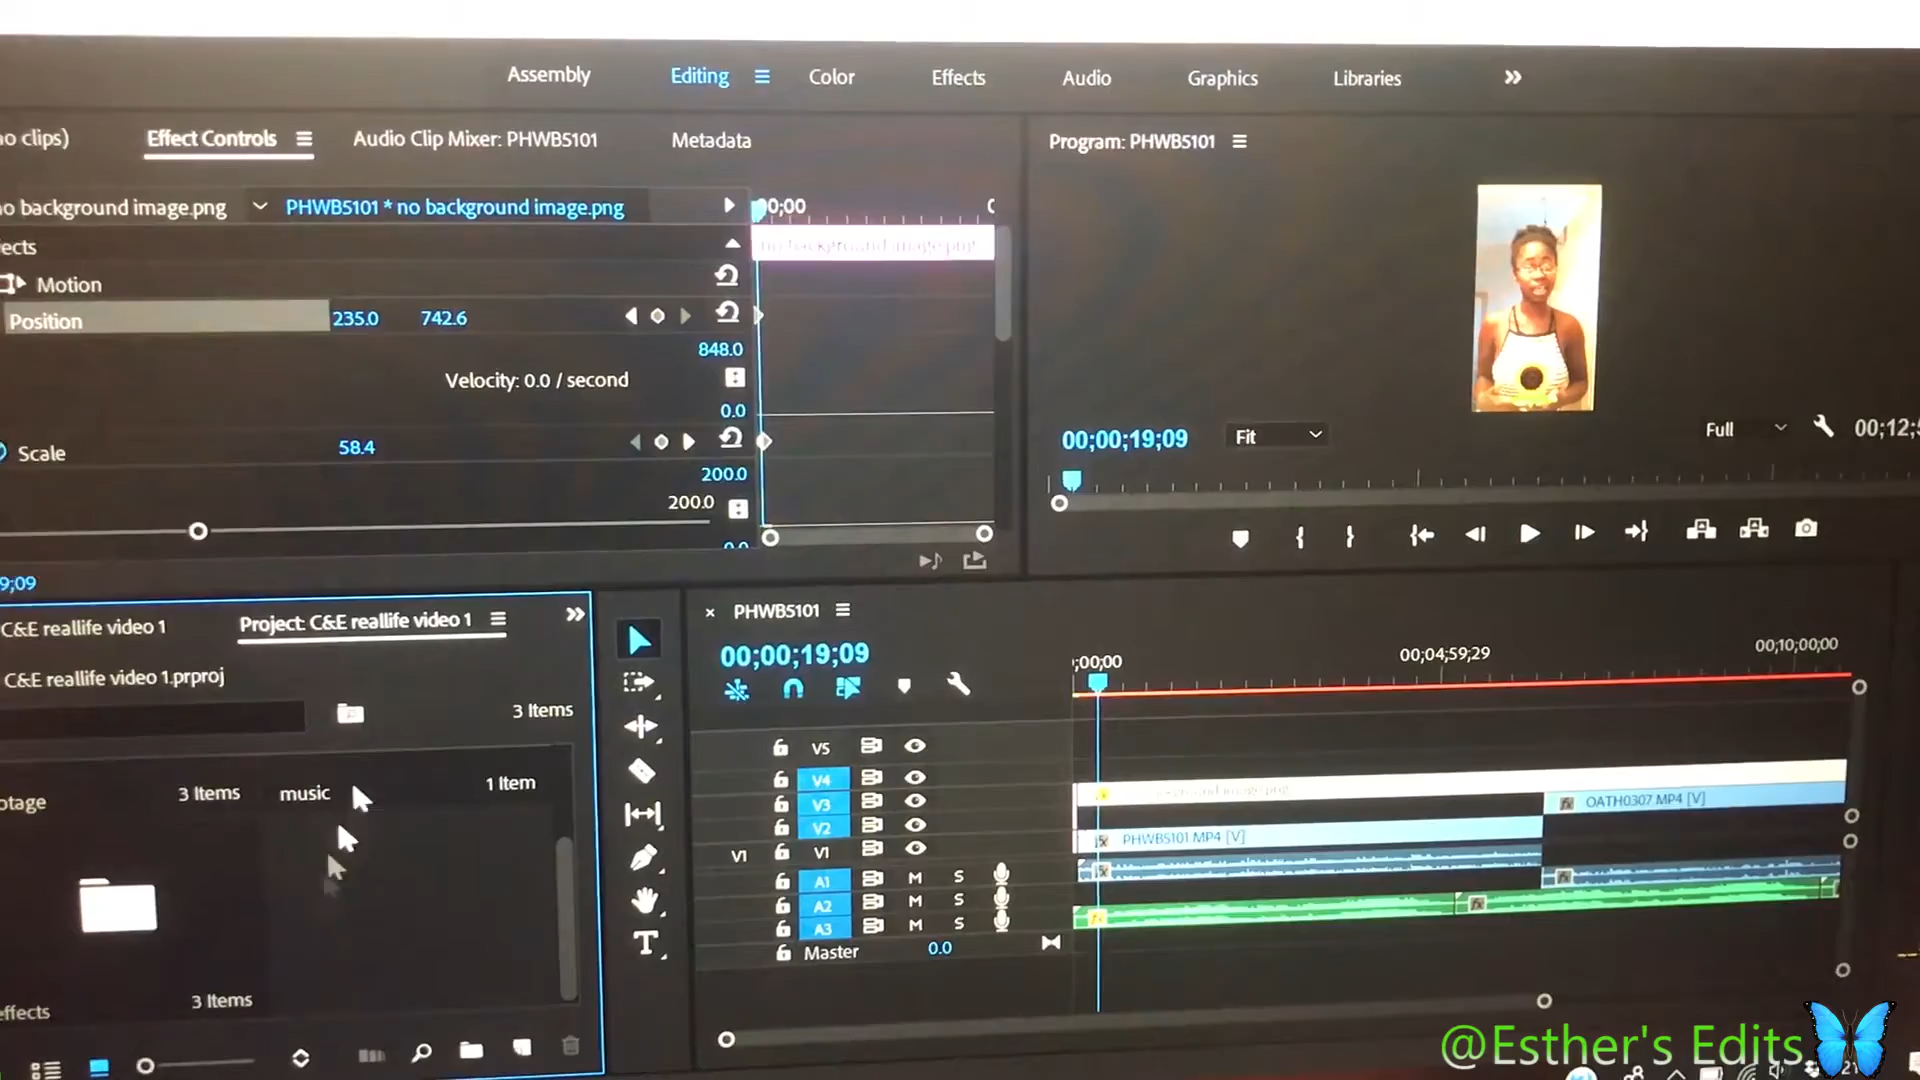 Assembly Editing Color Effects Audio Graphics Libraries
o clips) Effect Controls Audio Clip Mixer: PHWB5101 Metadata
Program: PHWB5101
o background image.png PHWB5101 * no background image.png
00;00
ects
no background image.png
Motion
Position 235.0 742.6
848.0
Velocity: 0.0 / second
0.0
Scale 58.4
200.0
200.0
0.0
00;00;19;09 Fit Full 00;12;5
9;09
C&E reallife video 1 Project: C&E reallife video 1
C&E reallife video 1.prproj
3 Items
otage 3 Items music 1 Item
effects 3 Items
PHWB5101
00;00;19;09
;00;00 00;04;59;29 00;10;00;00
V5
V4
V3 OATH0307.MP4 [V]
V2 PHWB5101.MP4 [V]
V1 V1
A1 M S
A2 M S
A3 M S
Master 0.0
@Esther's Edits